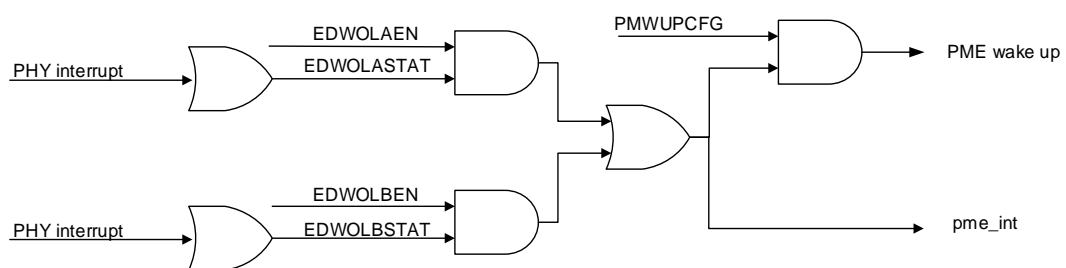 EDWOLAEN
PMWUPCFG
PME wake up
PHY interrupt
EDWOLASTAT
EDWOLBEN
PHY interrupt
EDWOLBSTAT
pme_int